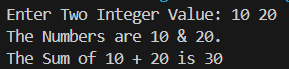 Enter Two Integer Value: 10 20
The Numbers are 10 & 20.
The Sum of 10 + 20 is 30